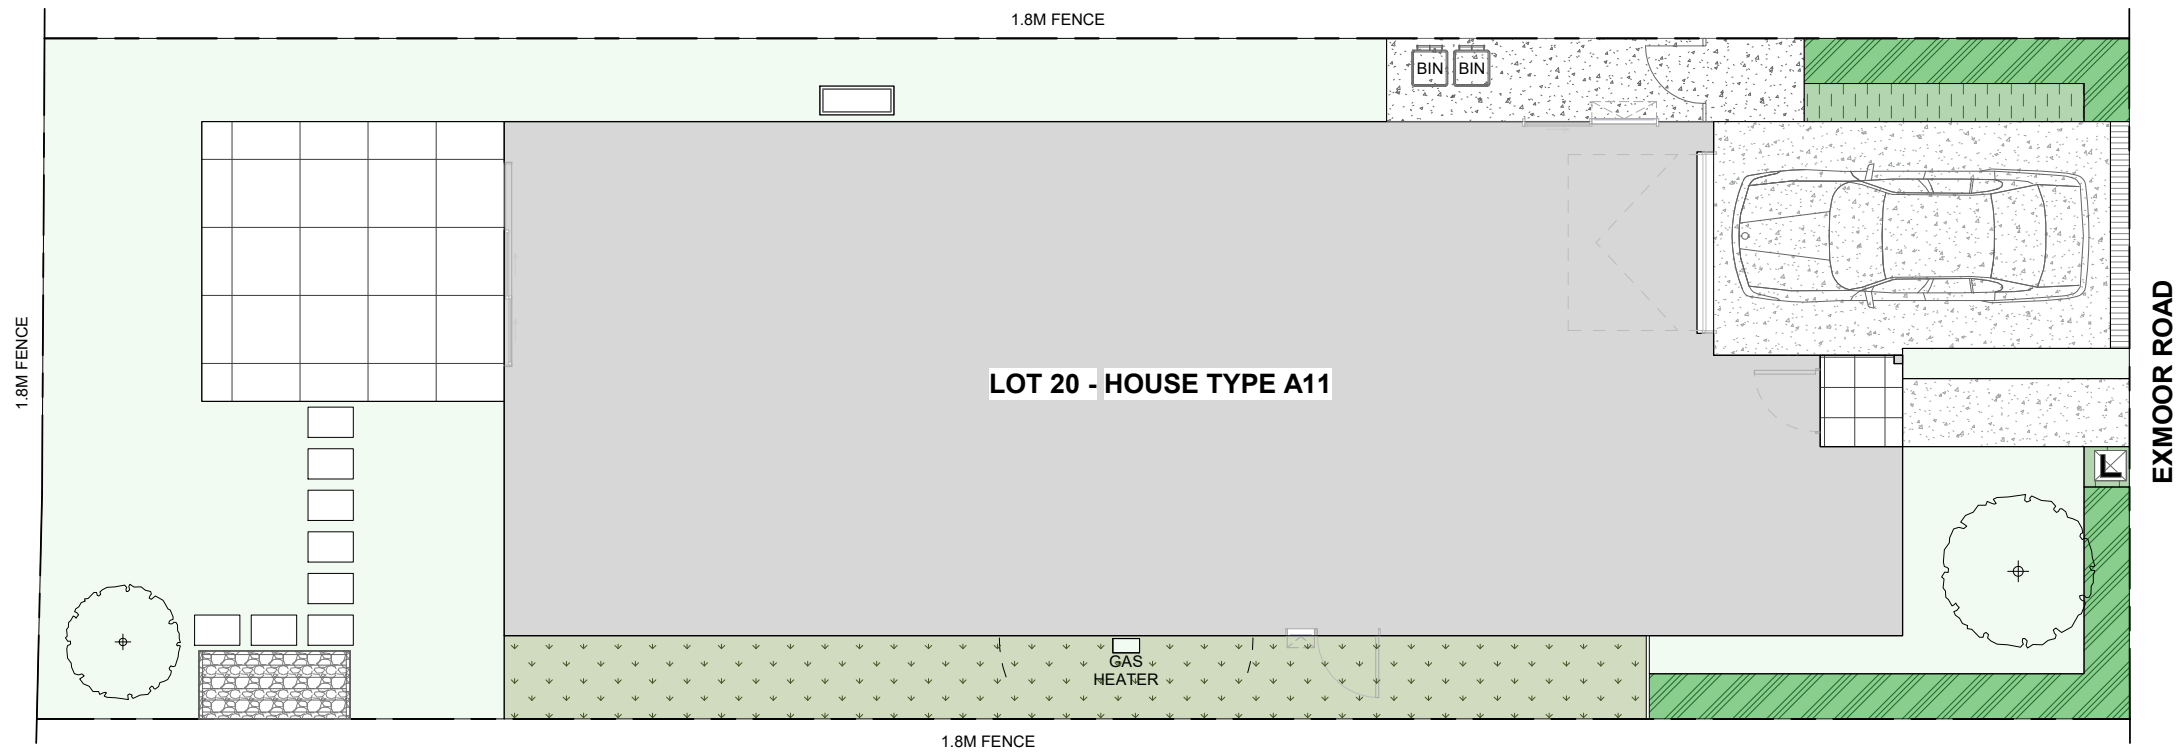 1.8M FENCE
BIN BIN
1.8M FENCE
EXMOOR ROAD
LOT 20 - HOUSE TYPE A11
L
GAS
HEATER
1.8M FENCE